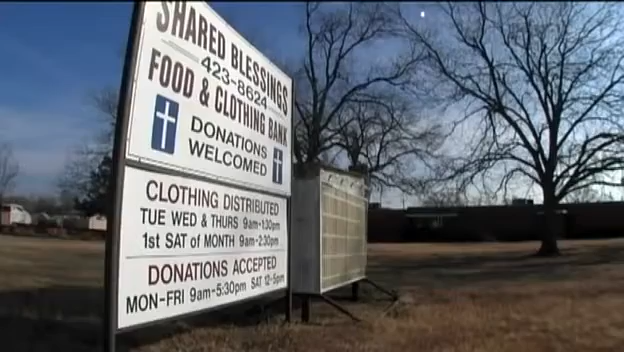 SHARED BLESSINGS
423-8624
FOOD & CLOTHING BANK
DONATIONS
WELCOMED
CLOTHING DISTRIBUTED
TUE WED & THURS 9am-1:30pm
1st SAT of MONTH 9am-2:30pm
DONATIONS ACCEPTED
MON-FRI 9am-5:30pm SAT 12-5pm